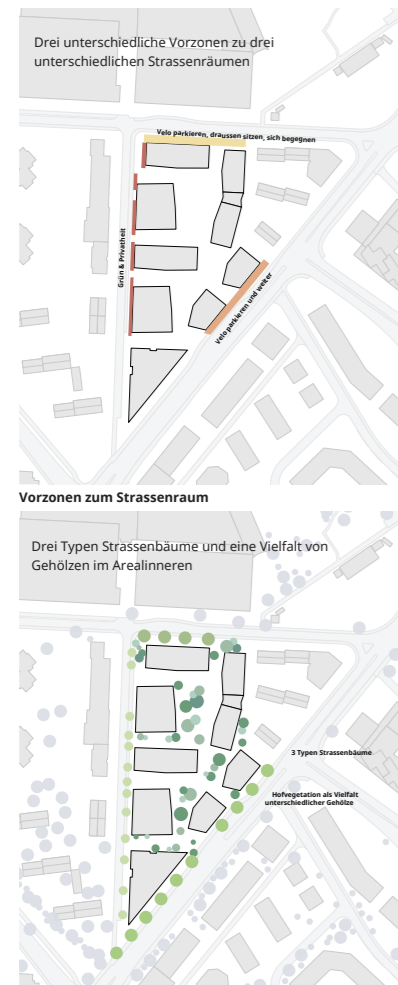 Drei unterschiedliche Vorzonen zu drei
unterschiedlichen Strassenräumen
Velo parkieren, draussen sitzen, sich begegnen
Grün & Privatheit
Velo parkieren und weiter
Vorzonen zum Strassenraum
Drei Typen Strassenbäume und eine Vielfalt von
Gehölzen im Arealinneren
3 Typen Strassenbäume
Hofvegetation als Vielfalt
unterschiedlicher Gehölze